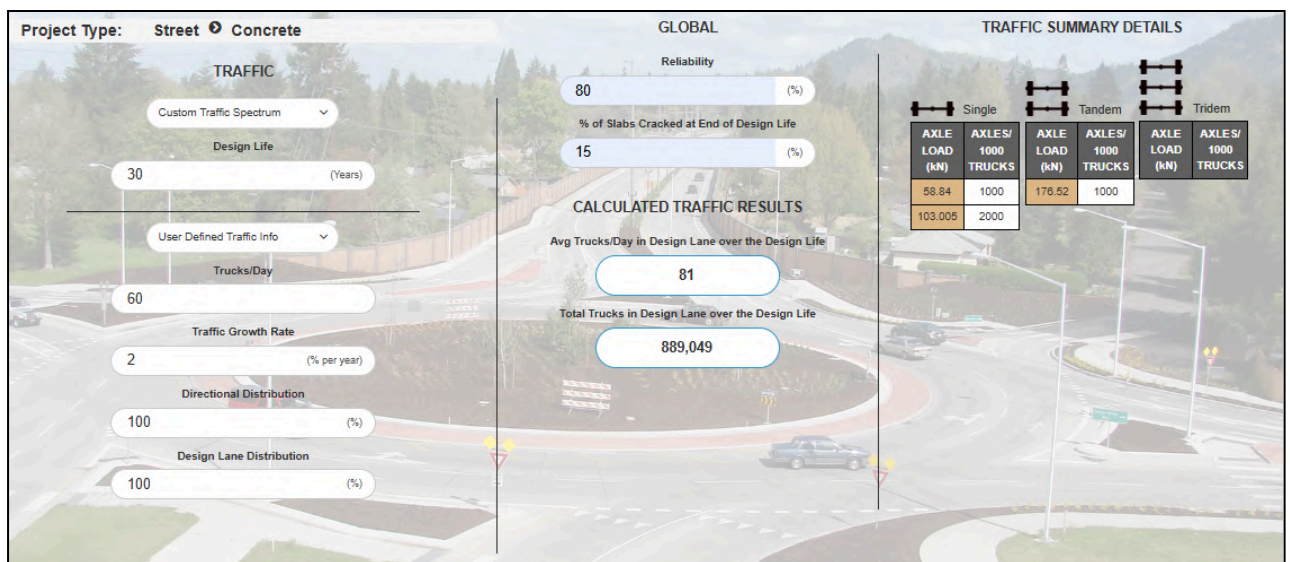 Project Type: Street Concrete
TRAFFIC
Custom Traffic Spectrum
Design Life
30 (Years)
User Defined Traffic Info
Trucks/Day
60
Traffic Growth Rate
2 (% per year)
Directional Distribution
100 (%)
Design Lane Distribution
100 (%)
GLOBAL
Reliability
80 (%)
% of Slabs Cracked at End of Design Life
15 (%)
CALCULATED TRAFFIC RESULTS
Avg Trucks/Day in Design Lane over the Design Life
81
Total Trucks in Design Lane over the Design Life
889,049
TRAFFIC SUMMARY DETAILS
Single Tandem Tridem
AXLE AXLES/ AXLE AXLES/ AXLE AXLES/
LOAD 1000 LOAD 1000 LOAD 1000
(kN) TRUCKS (kN) TRUCKS (kN) TRUCKS
58.84 1000 176.52 1000
103.005 2000